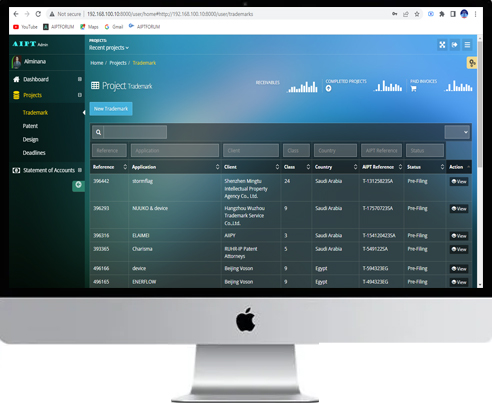 Not secure | 192.168.100.10:8000/user/home#http://192.168.100.10:8000/user/trademarks
YouTube AIPTFORUM Maps Gmail AIPTFORUM
AIPT Admin
PROJECTS
Recent projects
Alminana
Home / Projects / Trademark
Dashboard
Projects
Trademark
Patent
Design
Deadlines
Statement of Accounts
Project Trademark
RECEIVABLES
COMPLETED PROJECTS
0
PAID INVOICES
New Trademark
Reference Application Client Class Country AIPT Reference Status
Reference Application Client Class Country AIPT Reference Status Action
396442 stormflag Shenzhen Mingtu Intellectual Property Agency Co., Ltd. 24 Saudi Arabia T-1312582SA Pre-Filing View
396293 NUUKO & device Hangzhou Wuzhou Trademark Service Co.,Ltd. 9 Saudi Arabia T-1757072SA Pre-Filing View
396316 ELAIMEI AIIPY 3 Saudi Arabia T-1541204235A Pre-Filing View
393365 Charisma RUHR-IP Patent Attorneys 5 Saudi Arabia T-549122SA Pre-Filing View
496166 device Beijing Voson 9 Egypt T-594323EG Pre-Filing View
496165 ENERFLOW Beijing Voson 9 Egypt T-494323EG Pre-Filing View